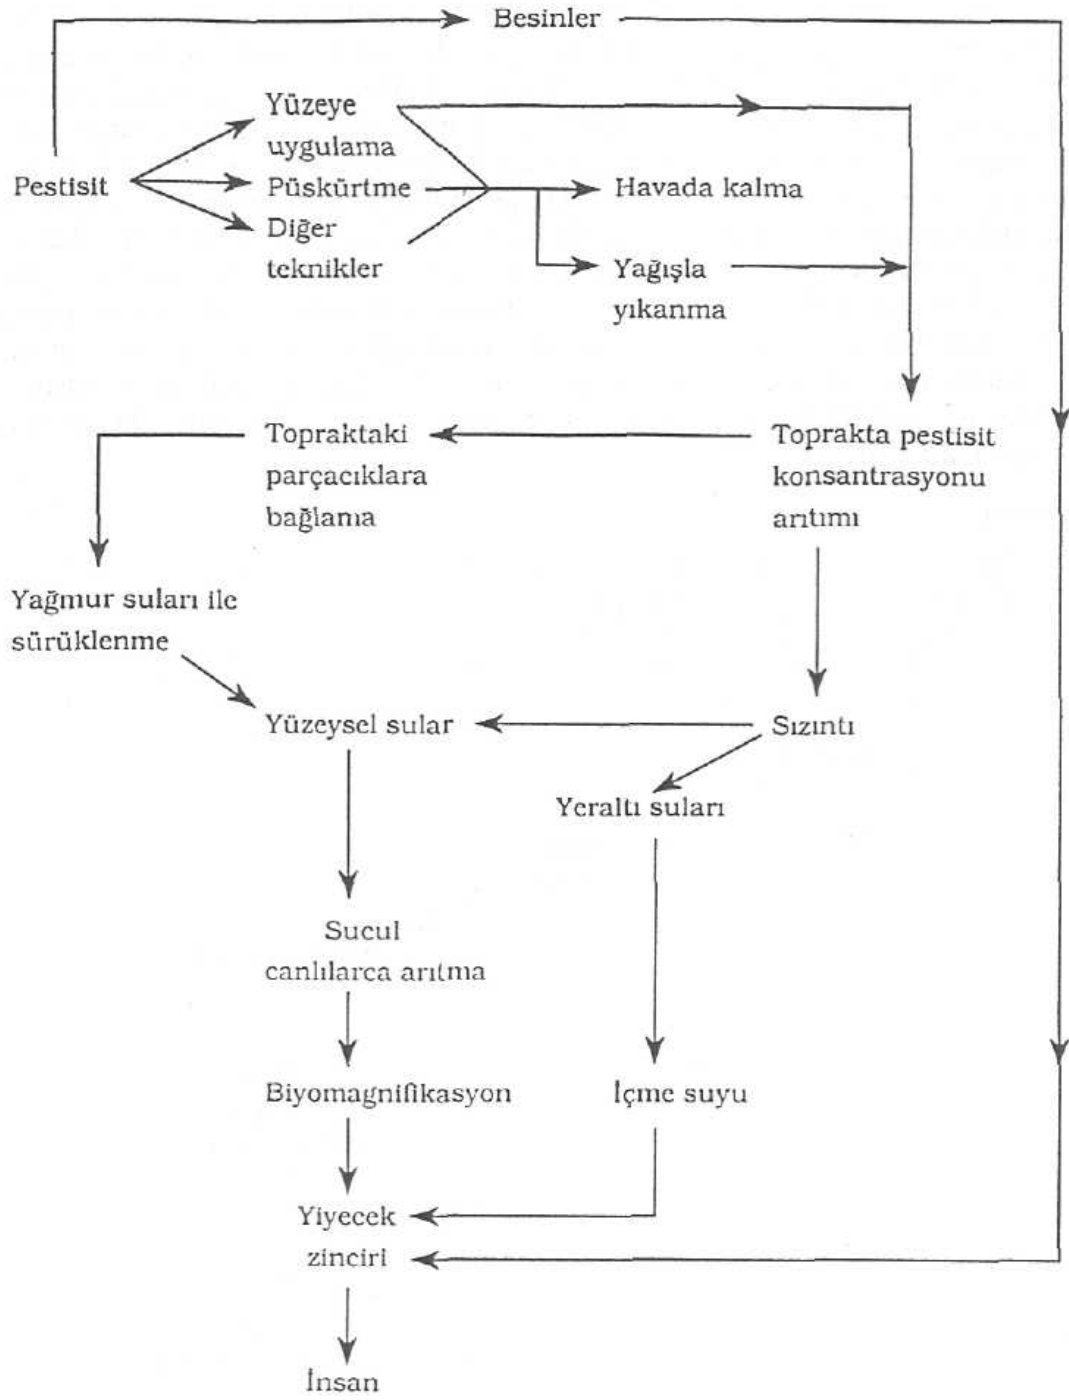 Besinler
Yüzeye
uygulama
Pestisit
Püskürtme
Havada kalma
Diğer
teknikler
Yağışla
yıkanma
Topraktaki
parçacıklara
bağlama
Toprakta pestisit
konsantrasyonu
arıtımı
Yağmur suları ile
sürüklenme
Yüzeysel sular
Sızıntı
Yeraltı suları
Sucul
canlılarca arıtma
Biyomagnifikasyon
İçme suyu
Yiyecek
zinciri
İnsan